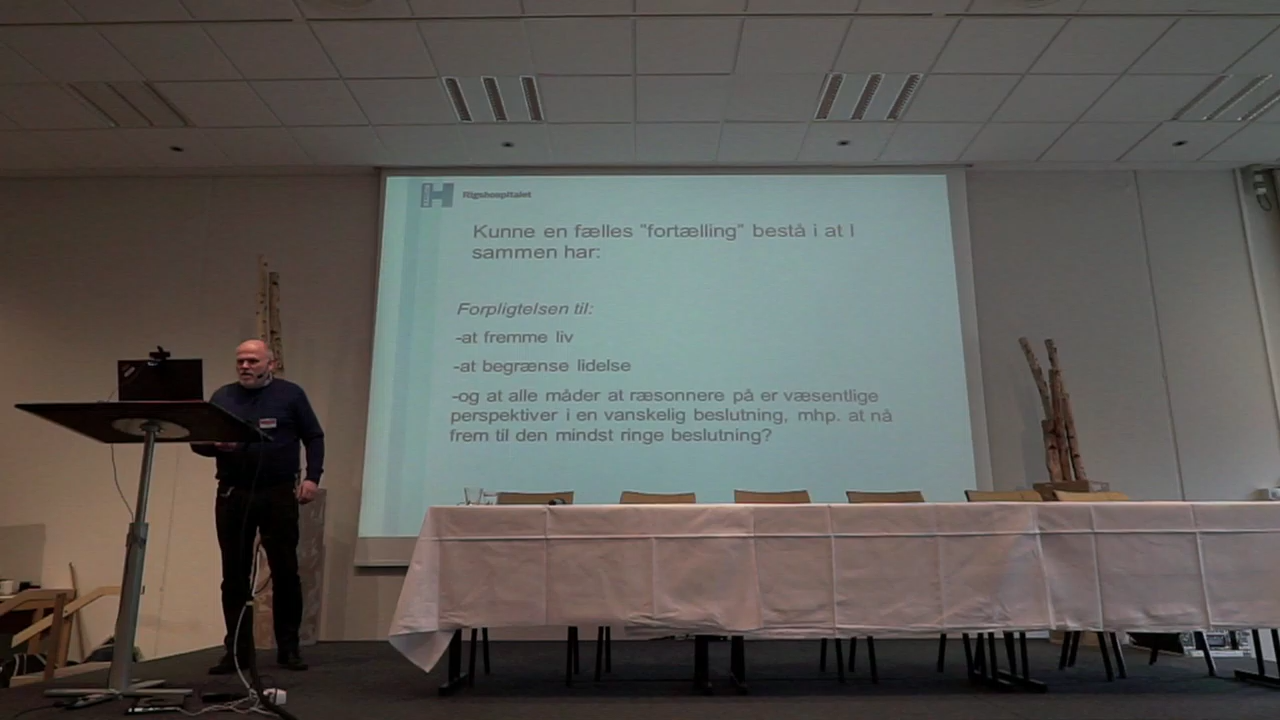 Rigshospitalet
Kunne en fælles "fortælling" bestå i at I
sammen har:
Forpligtelsen til:
-at fremme liv
-at begrænse lidelse
-og at alle måder at ræsonnere på er væsentlige
perspektiver i en vanskelig beslutning, mhp. at nå
frem til den mindst ringe beslutning?